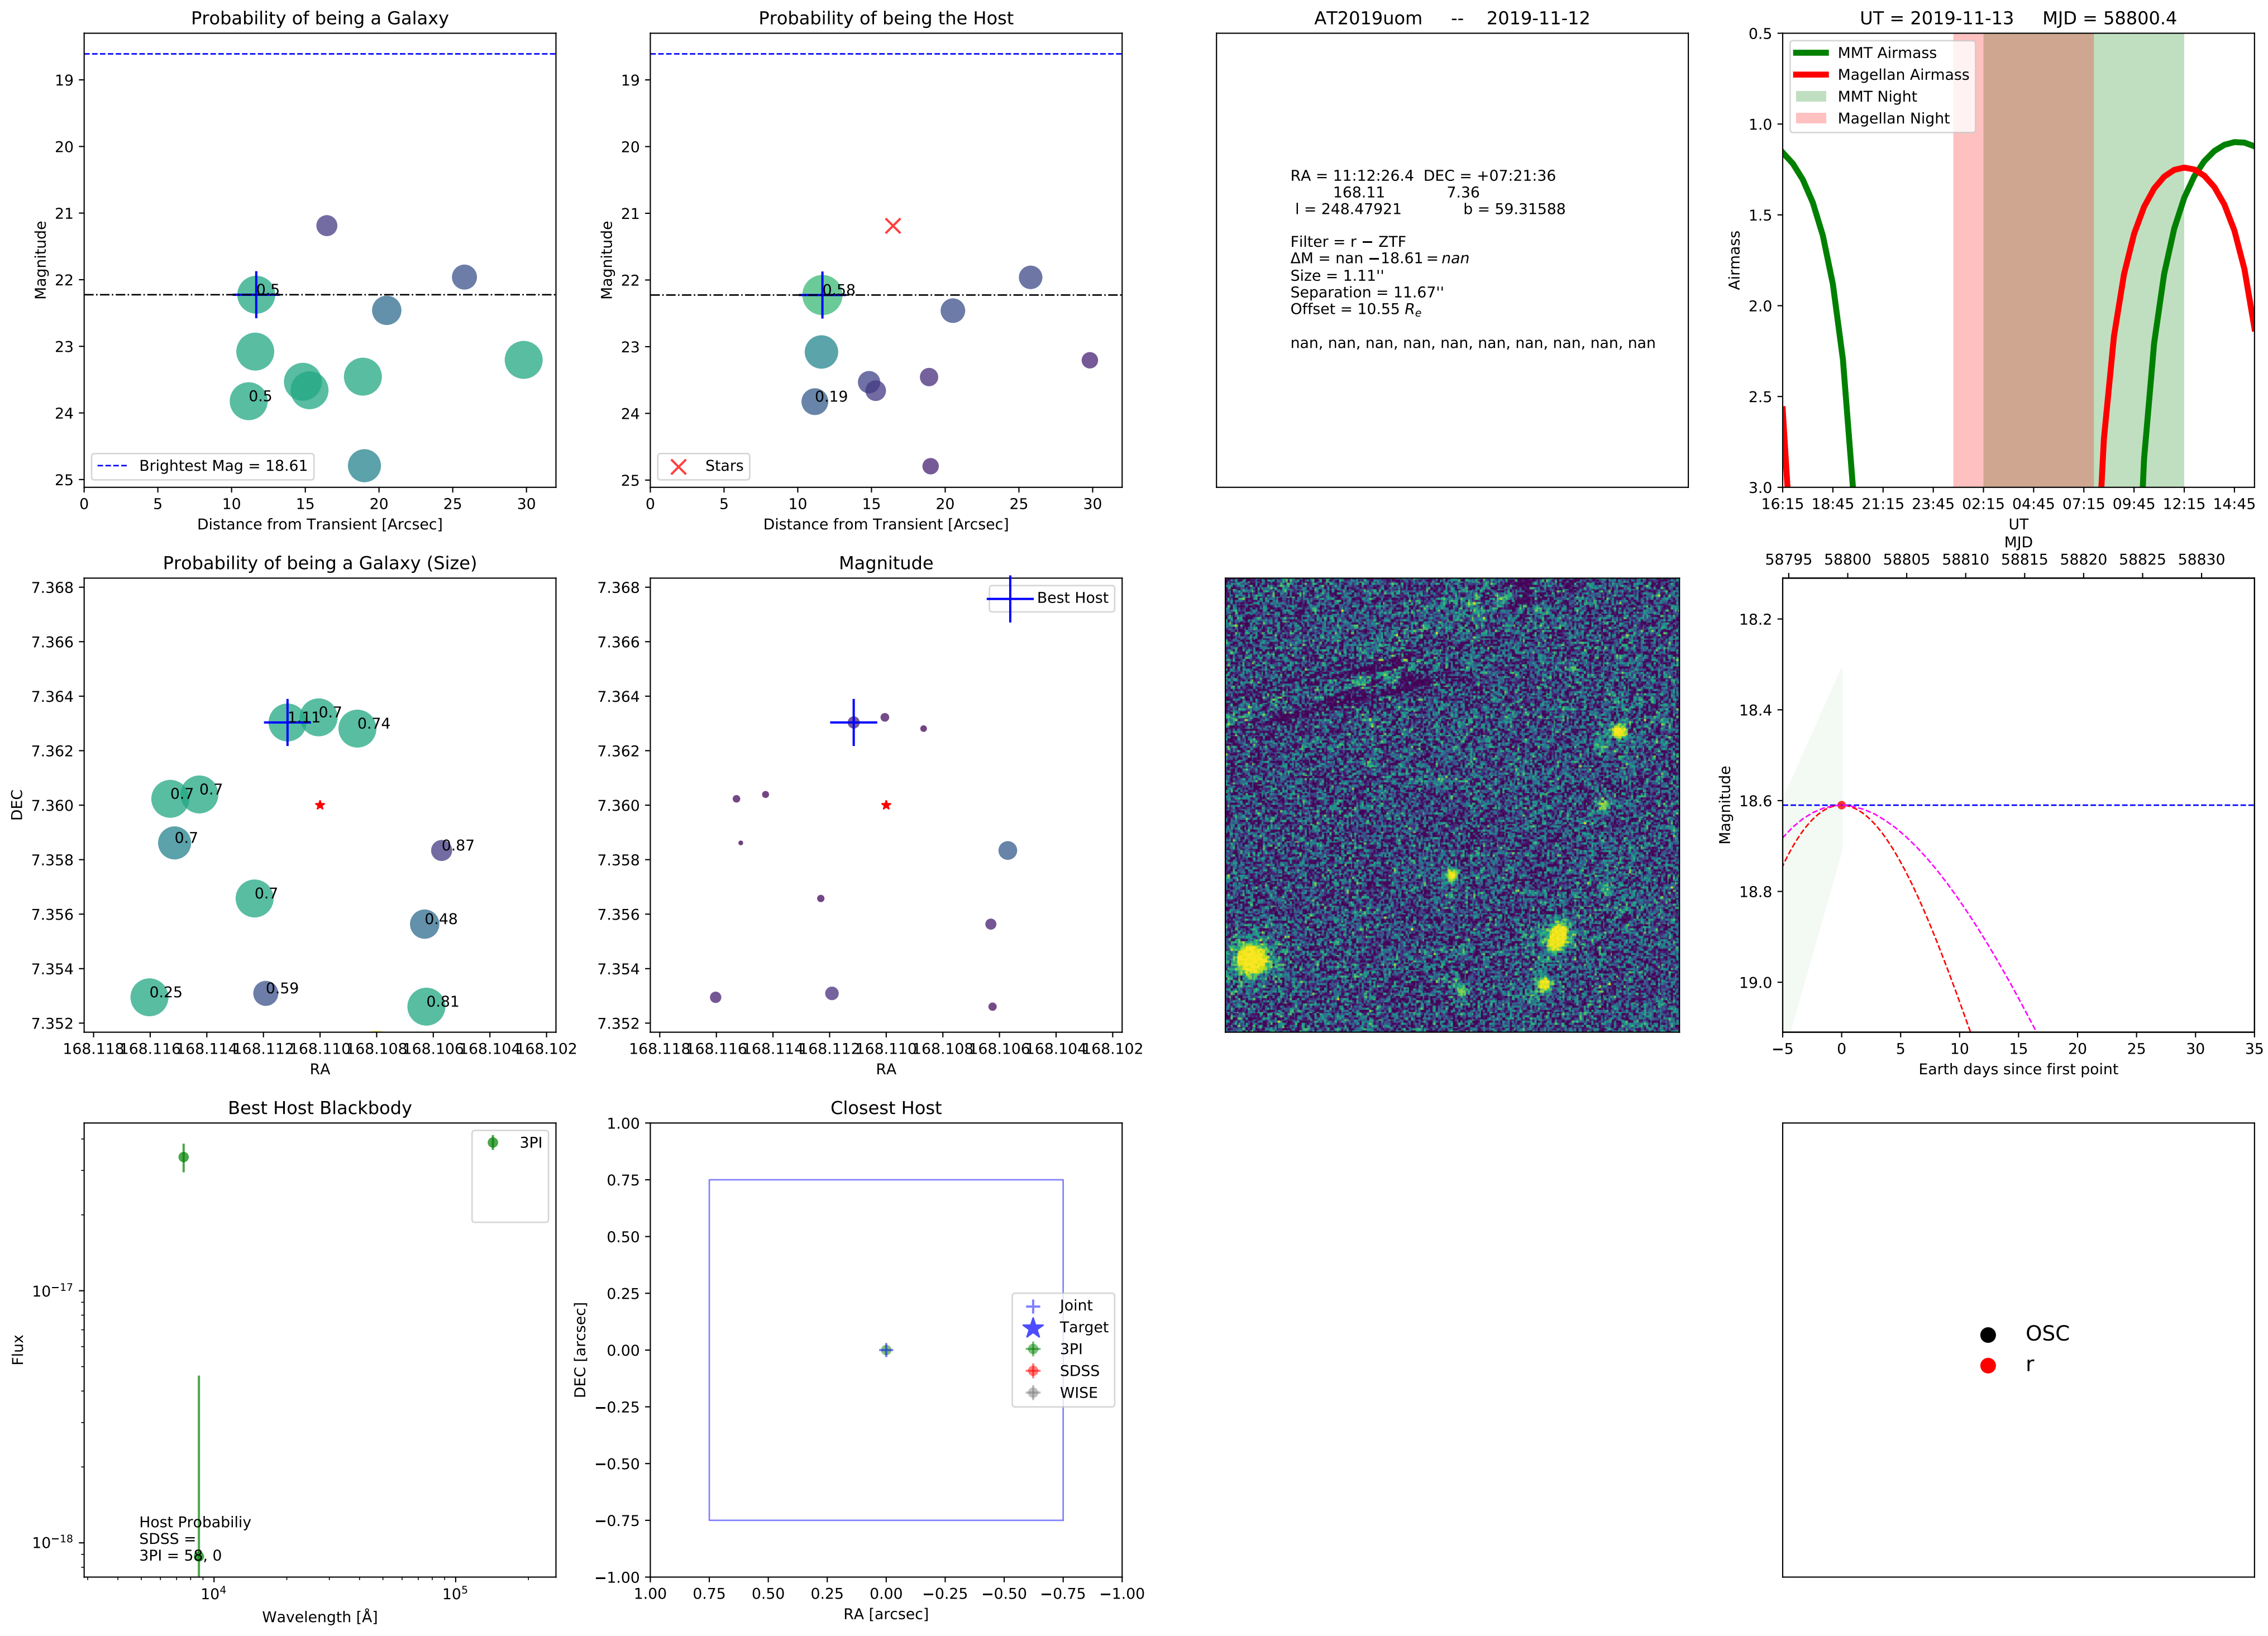 Probability of being a Galaxy
19
20
21
22
23
24
25
Magnitude
0.5
0.5
Brightest Mag = 18.61
0
5
10
15
20
25
30
Distance from Transient [Arcsec]
Probability of being the Host
19
20
21
22
23
24
25
Magnitude
0.58
0.19
Stars
0
5
10
15
20
25
30
Distance from Transient [Arcsec]
AT2019uom -- 2019-11-12
RA = 11:12:26.4 DEC = +07:21:36
168.11 7.36
l = 248.47921 b = 59.31588
Filter = r − ZTF
ΔM = nan −18.61 = nan
Size = 1.11''
Separation = 11.67''
Offset = 10.55 Re
nan, nan, nan, nan, nan, nan, nan, nan, nan, nan
UT = 2019-11-13 MJD = 58800.4
MMT Airmass
Magellan Airmass
MMT Night
Magellan Night
0.5
1.0
1.5
2.0
2.5
3.0
Airmass
16:15
18:45
21:15
23:45
02:15
04:45
07:15
09:45
12:15
14:45
UT
Probability of being a Galaxy (Size)
7.368
7.366
7.364
7.362
7.360
7.358
7.356
7.354
7.352
DEC
1.11
0.7
0.74
0.7
0.7
0.7
0.87
0.7
0.48
0.25
0.59
0.81
168.118
168.116
168.114
168.112
168.110
168.108
168.106
168.104
168.102
RA
Magnitude
Best Host
7.368
7.366
7.364
7.362
7.360
7.358
7.356
7.354
7.352
168.118
168.116
168.114
168.112
168.110
168.108
168.106
168.104
168.102
RA
MJD
58795
58800
58805
58810
58815
58820
58825
58830
18.2
18.4
18.6
18.8
19.0
Magnitude
−5
0
5
10
15
20
25
30
35
Earth days since first point
Best Host Blackbody
3PI
10−17
10−18
Flux
Host Probabiliy
SDSS =
3PI = 58, 0
104
105
Wavelength [Å]
Closest Host
1.00
0.75
0.50
0.25
0.00
−0.25
−0.50
−0.75
−1.00
DEC [arcsec]
Joint
Target
3PI
SDSS
WISE
1.00
0.75
0.50
0.25
0.00
−0.25
−0.50
−0.75
−1.00
RA [arcsec]
OSC
r